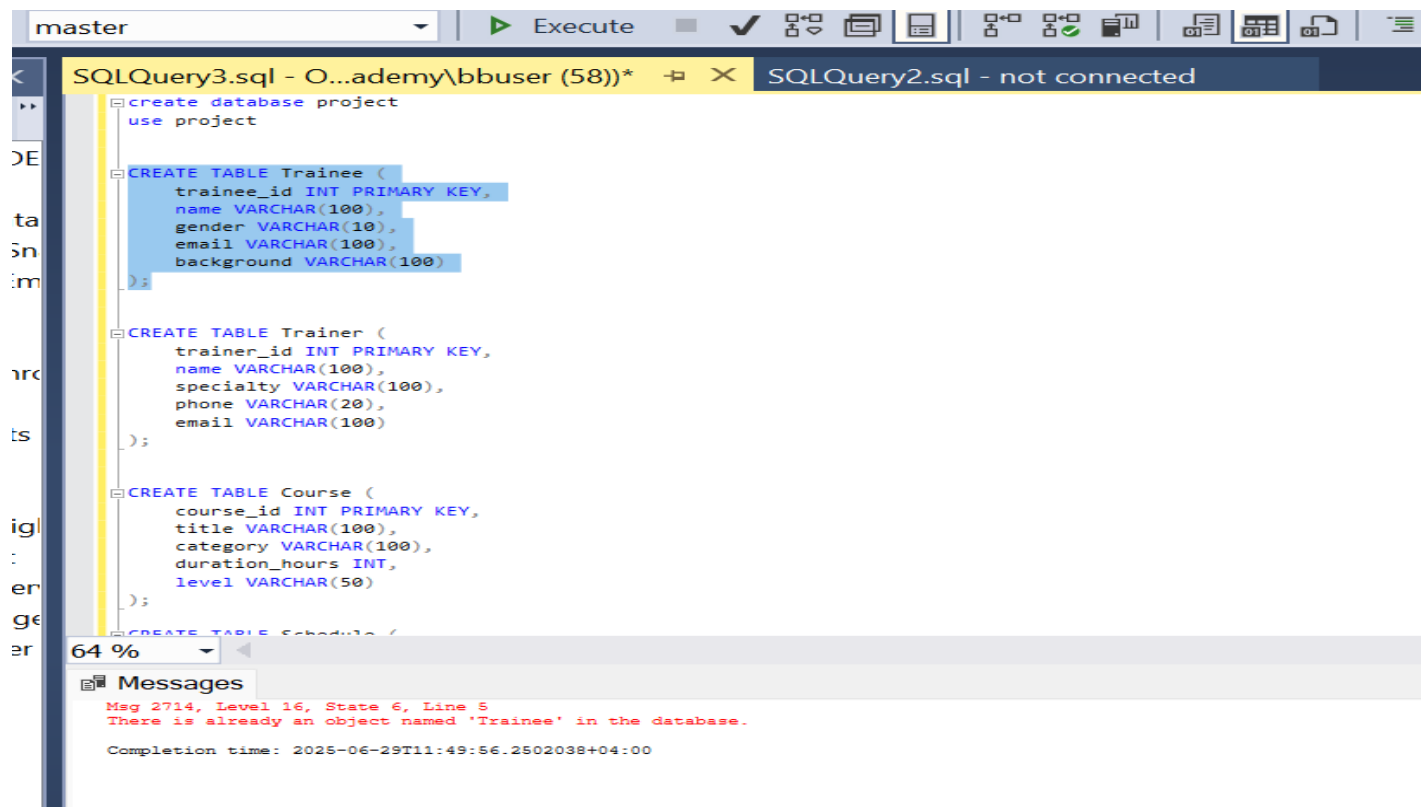 master
Execute
SQLQuery3.sql - O...ademy\bbuser (58))*
SQLQuery2.sql - not connected
create database project
use project
CREATE TABLE Trainee (
trainee_id INT PRIMARY KEY,
name VARCHAR(100),
gender VARCHAR(10),
email VARCHAR(100),
background VARCHAR(100)
);
CREATE TABLE Trainer (
trainer_id INT PRIMARY KEY,
name VARCHAR(100),
specialty VARCHAR(100),
phone VARCHAR(20),
email VARCHAR(100)
);
CREATE TABLE Course (
course_id INT PRIMARY KEY,
title VARCHAR(100),
category VARCHAR(100),
duration_hours INT,
level VARCHAR(50)
);
CREATE TABLE Schedule (
64 %
Messages
Msg 2714, Level 16, State 6, Line 5
There is already an object named 'Trainee' in the database.
Completion time: 2025-06-29T11:49:56.2502038+04:00